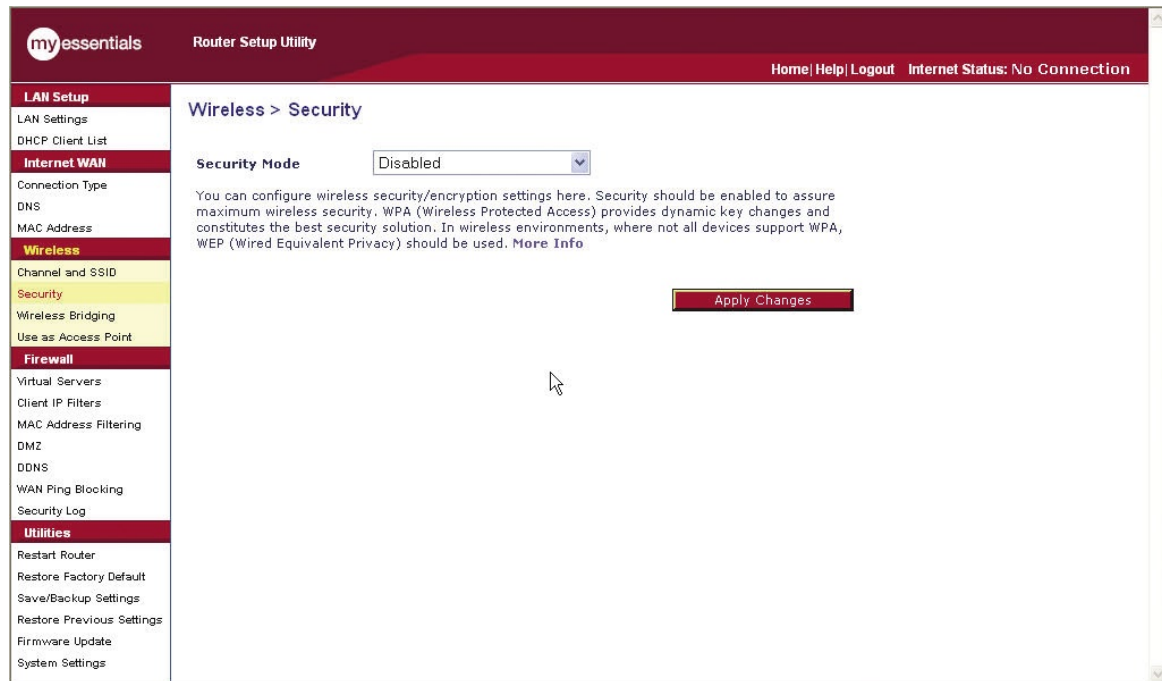 myessentials
Router Setup Utility
Home| Help| Logout Internet Status: No Connection
LAN Setup
LAN Settings
DHCP Client List
Internet WAN
Connection Type
DNS
MAC Address
Wireless
Channel and SSID
Security
Wireless Bridging
Use as Access Point
Firewall
Virtual Servers
Client IP Filters
MAC Address Filtering
DMZ
DDNS
WAN Ping Blocking
Security Log
Utilities
Restart Router
Restore Factory Default
Save/Backup Settings
Restore Previous Settings
Firmware Update
System Settings
Wireless > Security
Security Mode Disabled
You can configure wireless security/encryption settings here. Security should be enabled to assure
maximum wireless security. WPA (Wireless Protected Access) provides dynamic key changes and
constitutes the best security solution. In wireless environments, where not all devices support WPA,
WEP (Wired Equivalent Privacy) should be used. More Info
Apply Changes